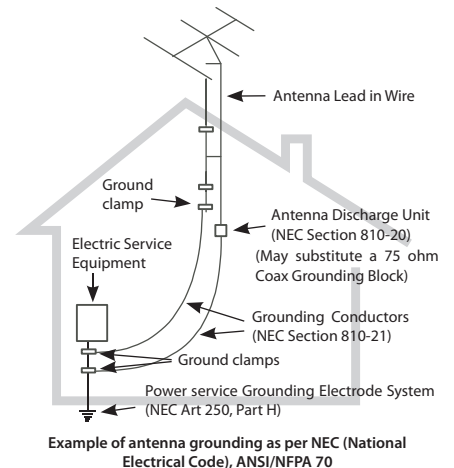 Antenna Lead in Wire
Ground
clamp
Antenna Discharge Unit
(NEC Section 810-20)
(May substitute a 75 ohm
Coax Grounding Block)
Electric Service
Equipment
Grounding Conductors
(NEC Section 810-21)
Ground clamps
Power service Grounding Electrode System
(NEC Art 250, Part H)
Example of antenna grounding as per NEC (National
Electrical Code), ANSI/NFPA 70